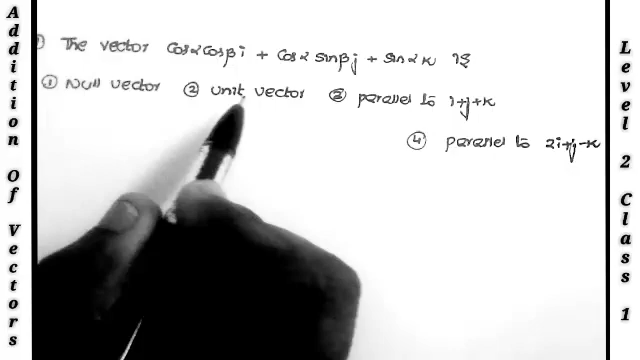 Addition Of Vectors
The vector cosα cosβ i + cosα sinβ j + sinα k is
① Null vector ② unit vector ③ parallel to i+j+k
④ parallel to 2i+j-k
Level 2 Class 1